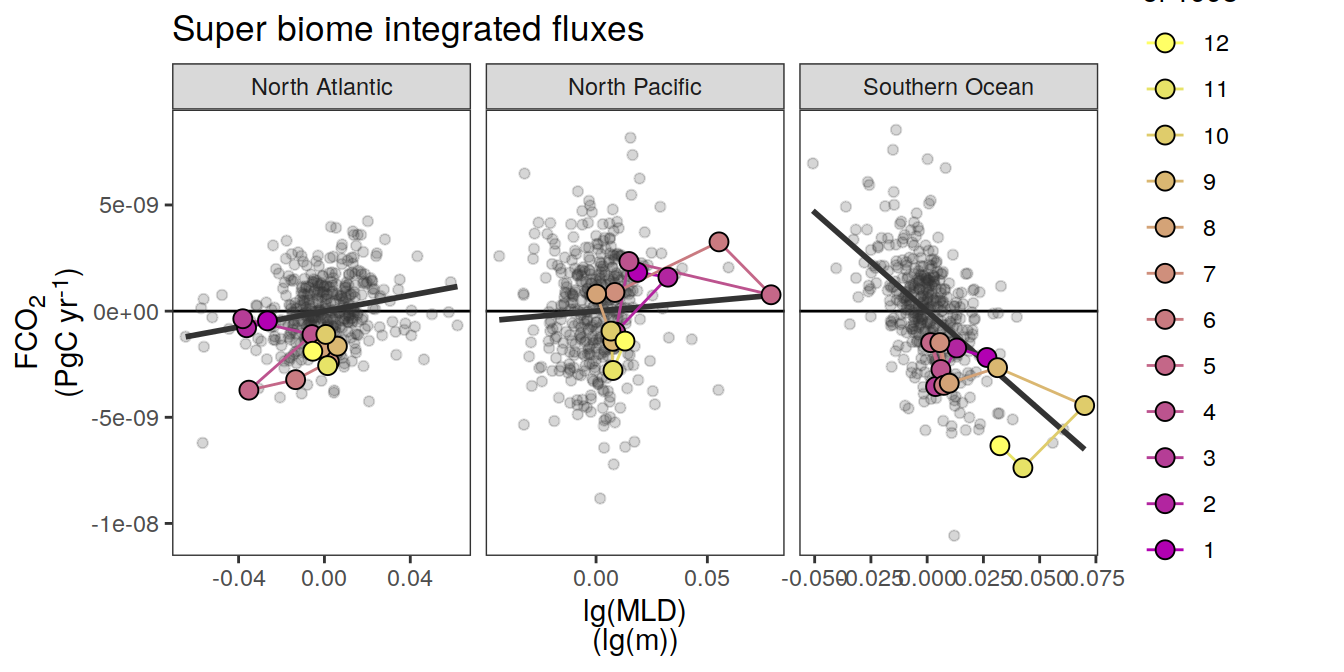 Super biome integrated fluxes
North Atlantic
North Pacific
Southern Ocean
FCO2
(PgC yr-1)
5e-09
0e+00
-5e-09
-1e-08
-0.04 0.00 0.04
0.00 0.05
-0.050 -0.025 0.000 0.025 0.050 0.075
lg(MLD)
(lg(m))
12
11
10
9
8
7
6
5
4
3
2
1